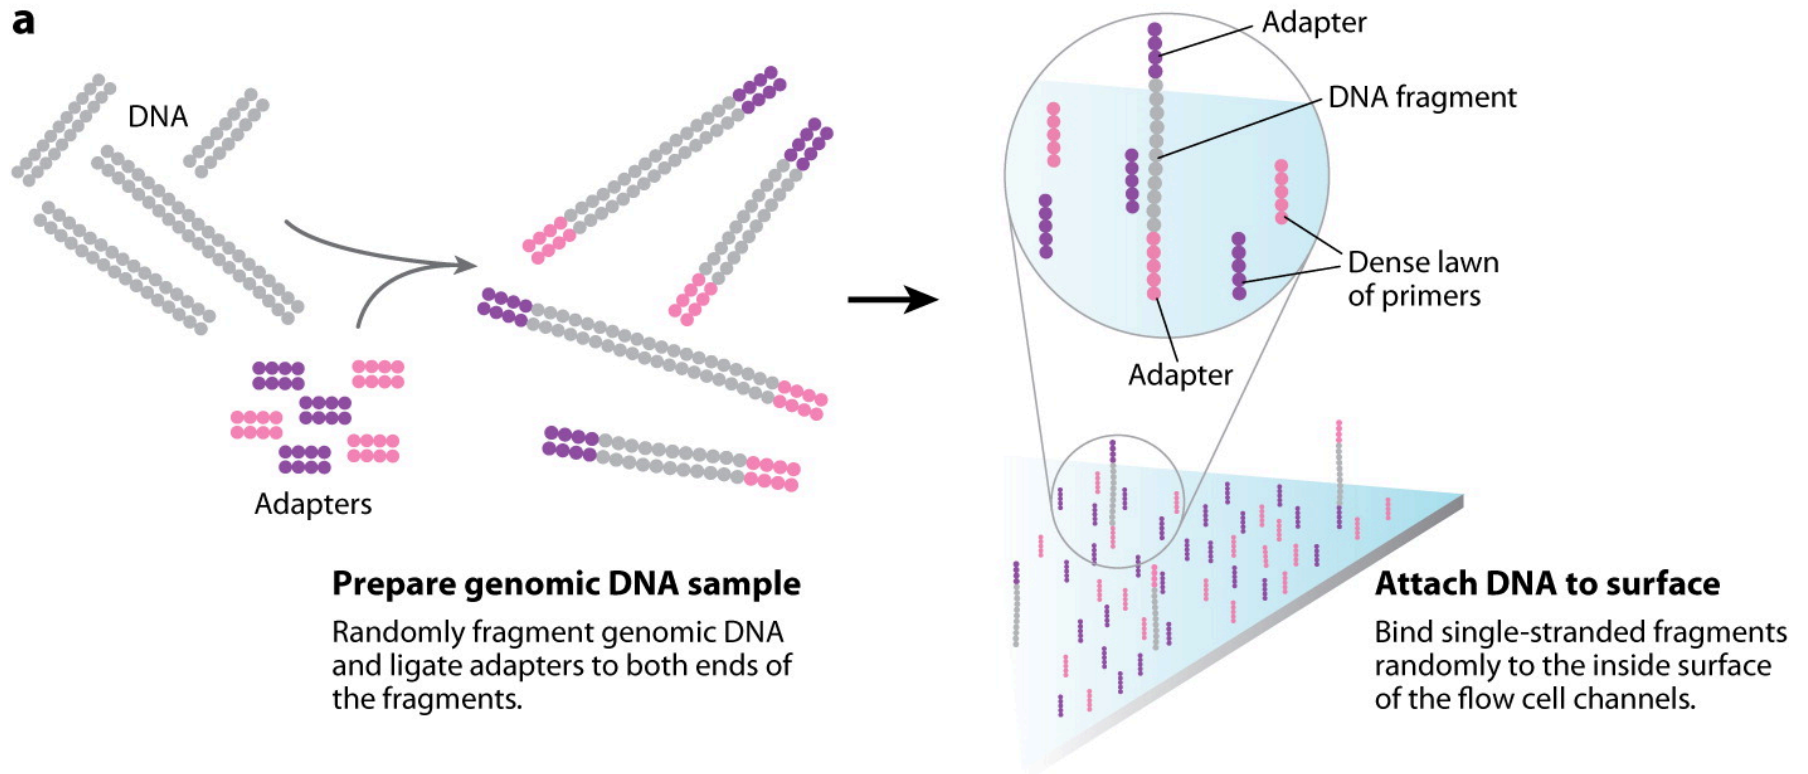 a
DNA
Adapters
Prepare genomic DNA sample
Randomly fragment genomic DNA
and ligate adapters to both ends of
the fragments.
Adapter
DNA fragment
Dense lawn
of primers
Adapter
Attach DNA to surface
Bind single-stranded fragments
randomly to the inside surface
of the flow cell channels.